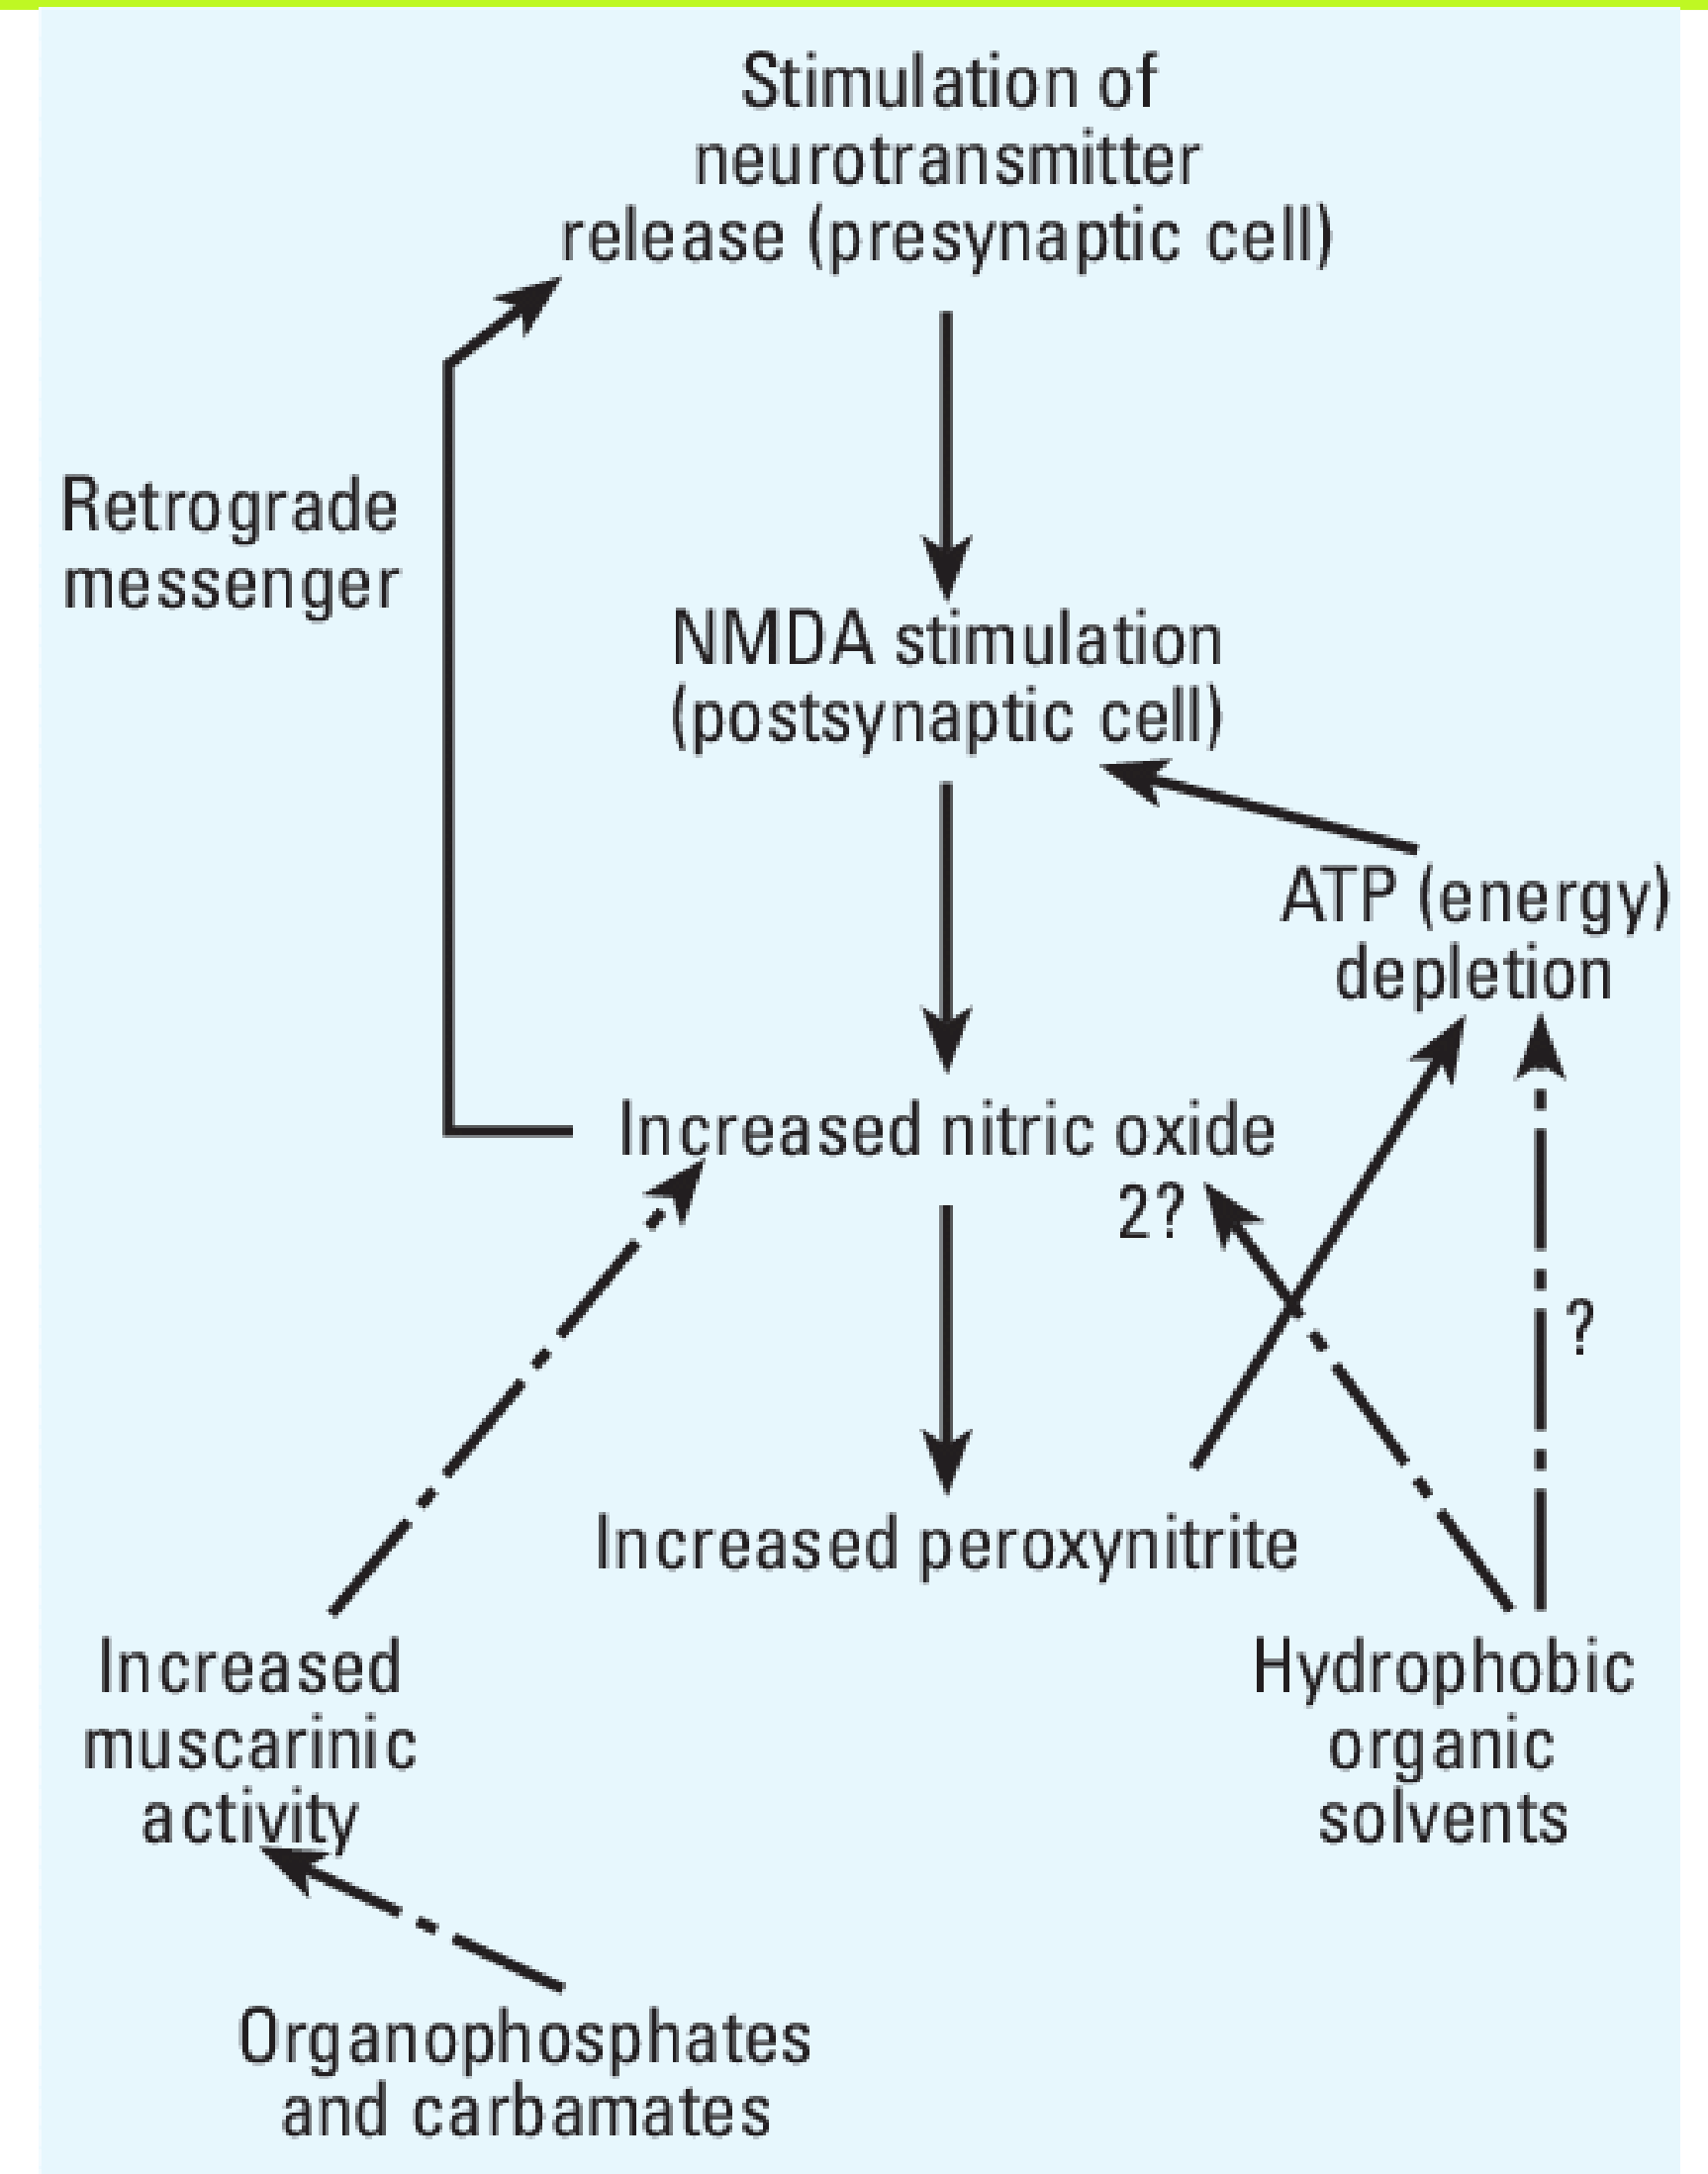 Stimulation of
neurotransmitter
release (presynaptic cell)
Retrograde
messenger
NMDA stimulation
(postsynaptic cell)
ATP (energy)
depletion
Increased nitric oxide
2?
?
Increased peroxynitrite
Increased
muscarinic
activity
Hydrophobic
organic
solvents
Organophosphates
and carbamates